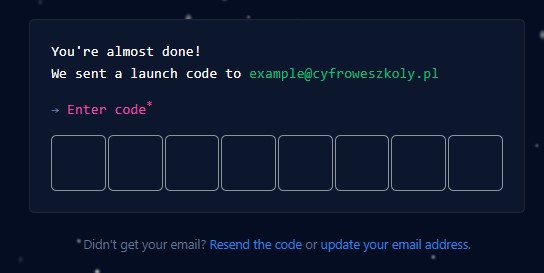 You're almost done!
We sent a launch code to example@cyfroweszkoly.pl
→ Enter code*
*Didn't get your email? Resend the code or update your email address.